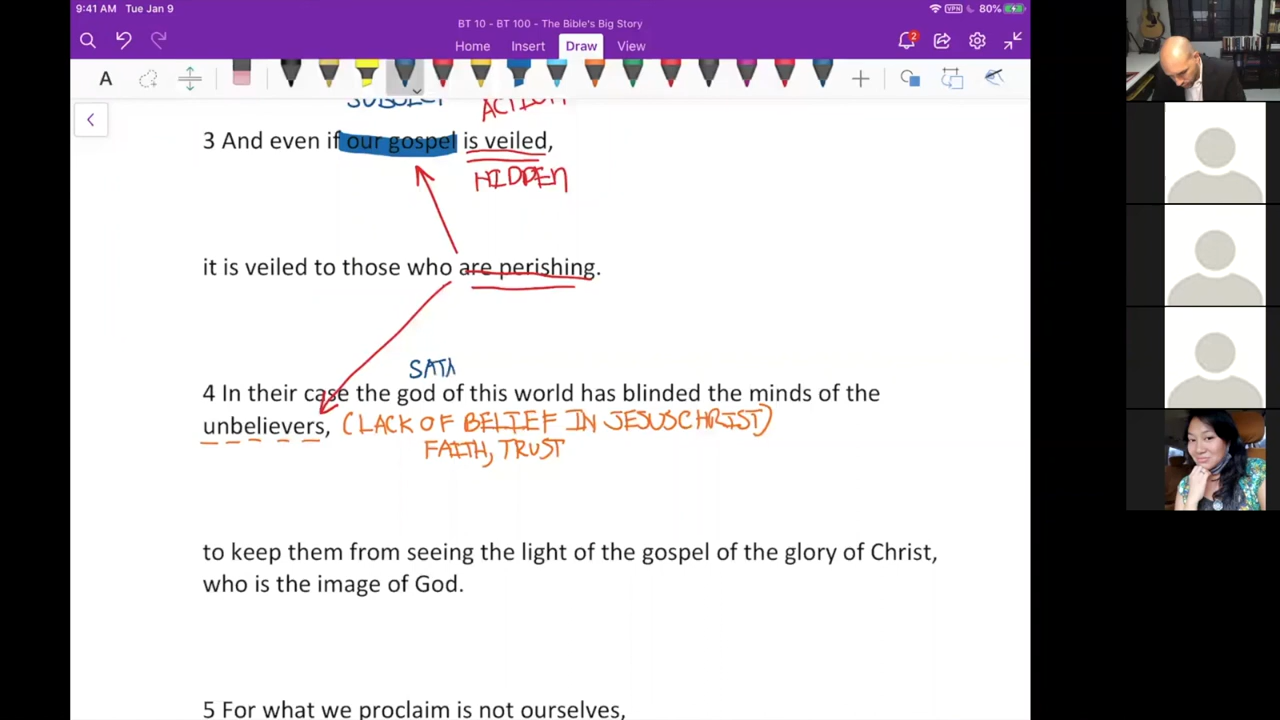 9:41 AM Tue Jan 9
VPN 80%
BT 10 - BT 100 - The Bible's Big Story
Home Insert Draw View
2
A
SUBJECT ACTION
3 And even if our gospel is veiled,
HIDDEN
it is veiled to those who are perishing.
SATA
4 In their case the god of this world has blinded the minds of the
unbelievers, (LACK OF BELIEF IN JESUS CHRIST)
FAITH, TRUST
to keep them from seeing the light of the gospel of the glory of Christ,
who is the image of God.
5 For what we proclaim is not ourselves,